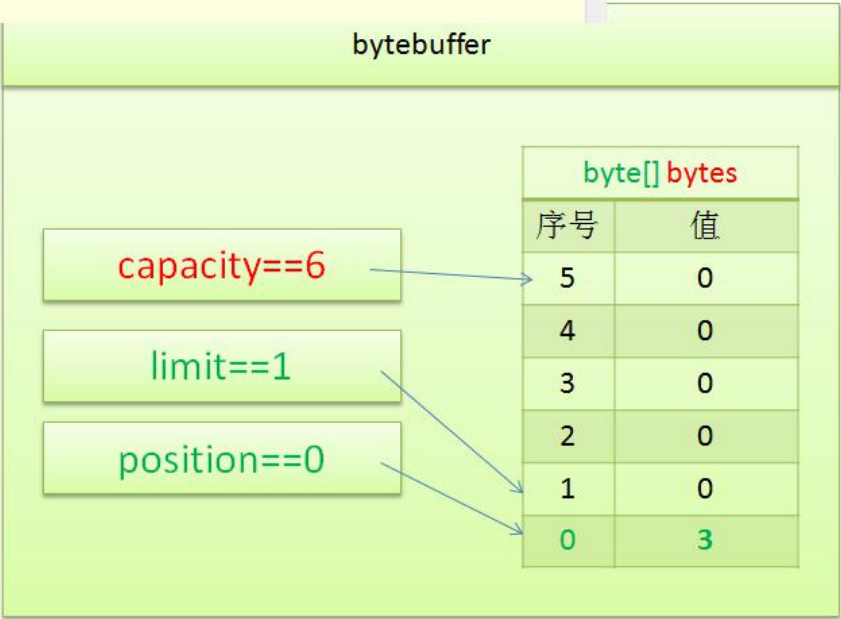 bytebuffer
byte[] bytes
序号 值
capacity==6
5 0
4 0
limit==1
3 0
2 0
position==0
1 0
0 3